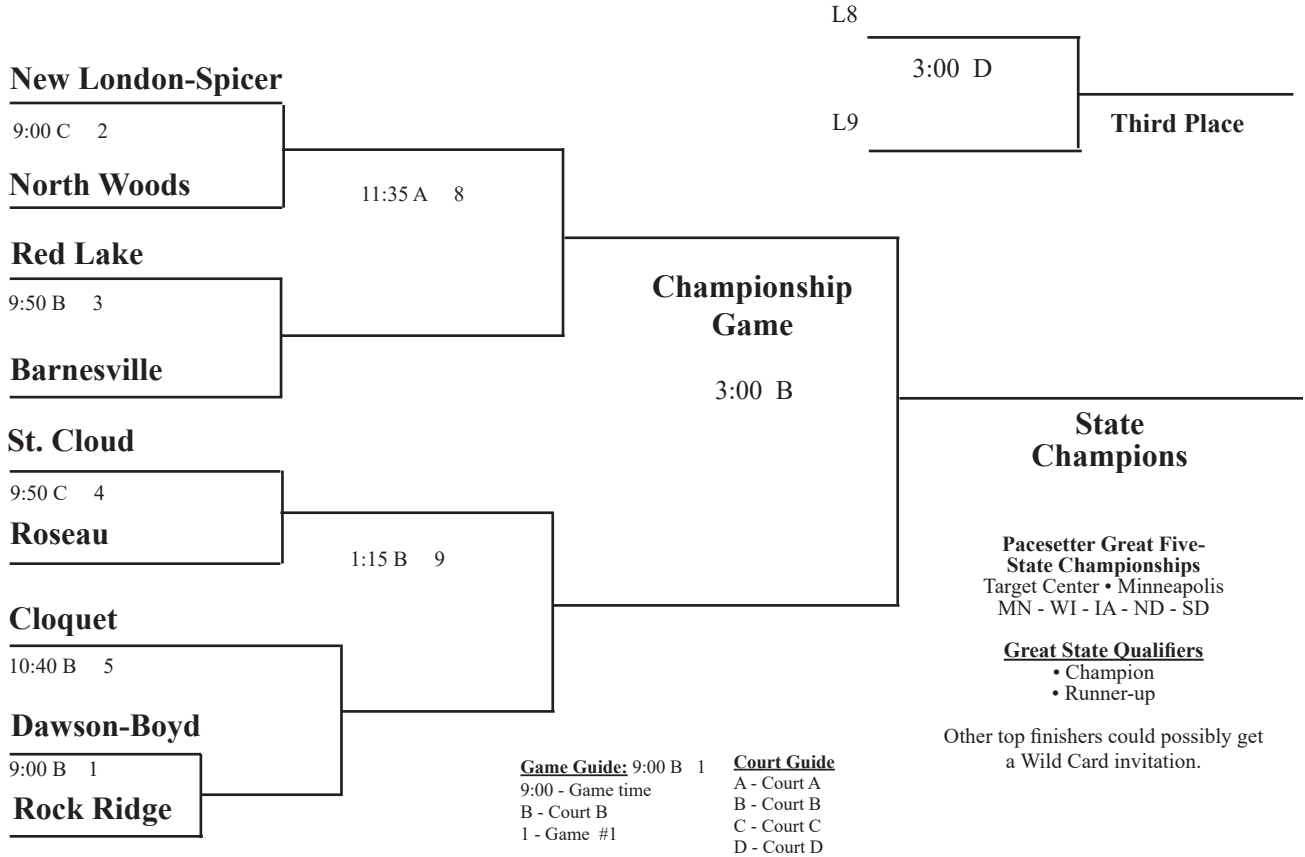 L8
3:00 D
L9
Third Place
New London-Spicer
9:00 C 2
North Woods
11:35 A 8
Red Lake
9:50 B 3
Barnesville
Championship
Game
3:00 B
St. Cloud
9:50 C 4
Roseau
1:15 B 9
Cloquet
10:40 B 5
Dawson-Boyd
9:00 B 1
Rock Ridge
State
Champions
Pacesetter Great Five-
State Championships
Target Center • Minneapolis
MN - WI - IA - ND - SD
Great State Qualifiers
• Champion
• Runner-up
Other top finishers could possibly get
a Wild Card invitation.
Game Guide: 9:00 B 1
9:00 - Game time
B - Court B
1 - Game #1
Court Guide
A - Court A
B - Court B
C - Court C
D - Court D